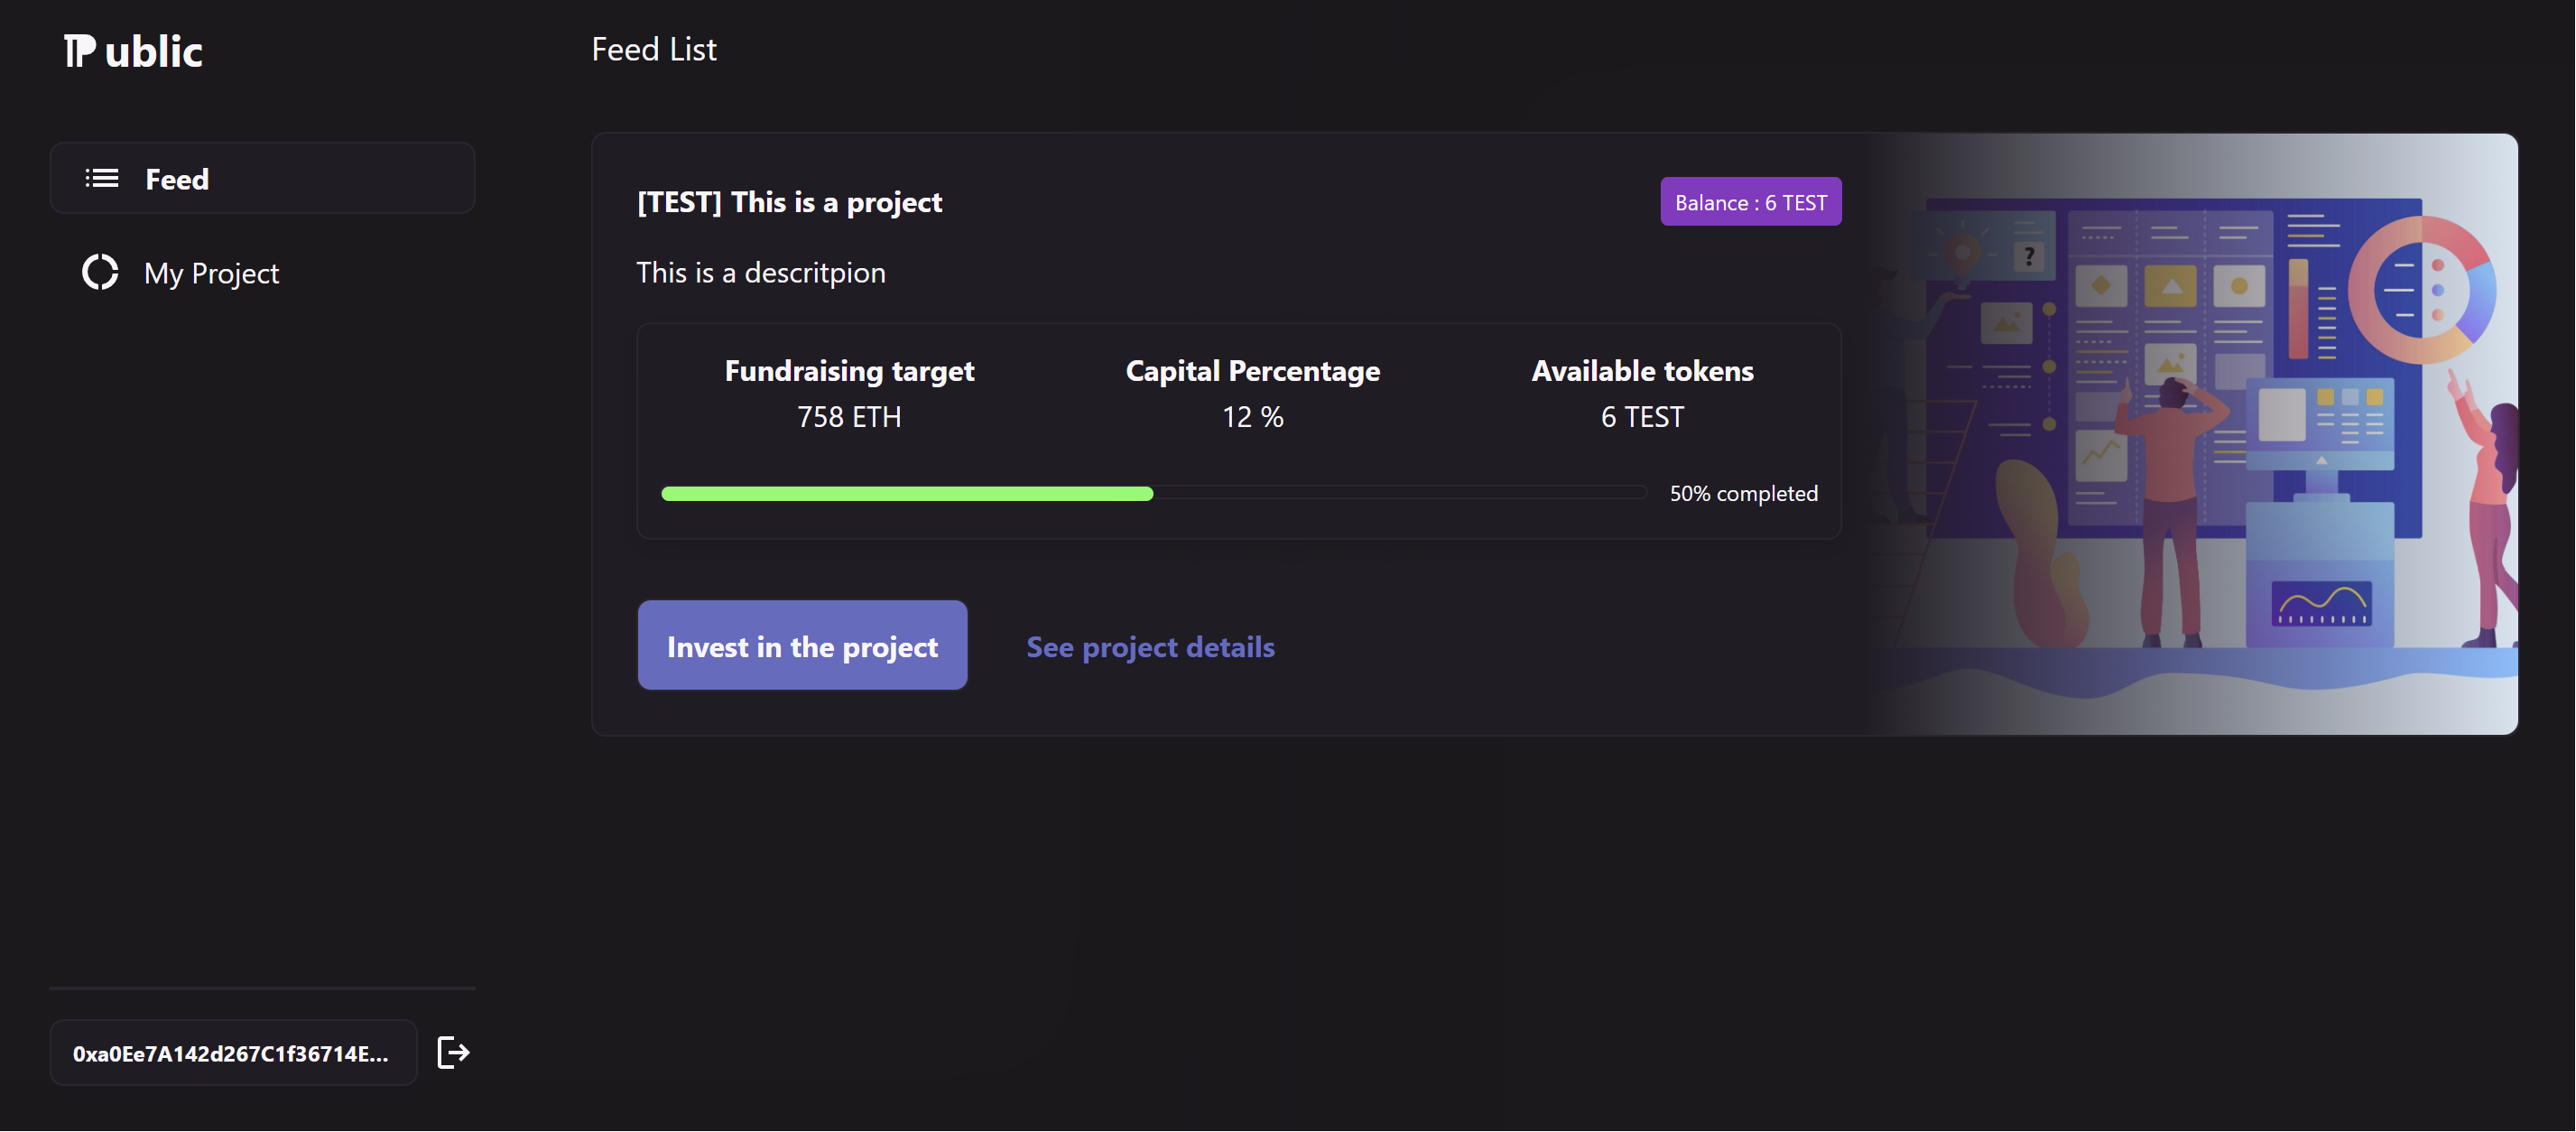 Public
Feed List
Feed
My Project
[TEST] This is a project
Balance : 6 TEST
This is a descritpion
Fundraising target
Capital Percentage
Available tokens
758 ETH
12 %
6 TEST
50% completed
?
Invest in the project
See project details
0xa0Ee7A142d267C1f36714E...